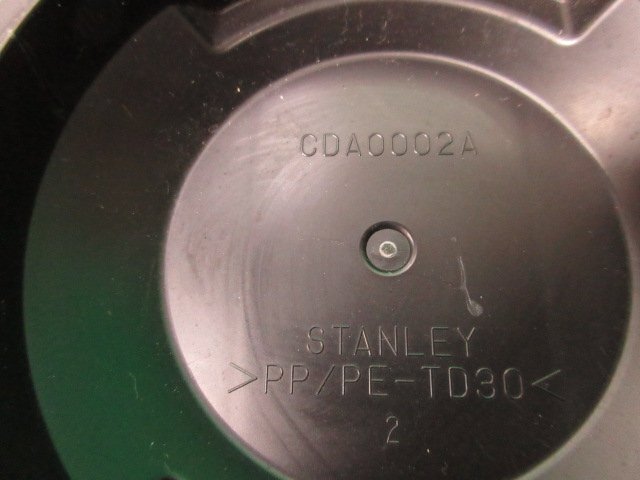 CDA0002A
STANLEY
>PP/PE-TD30<
2